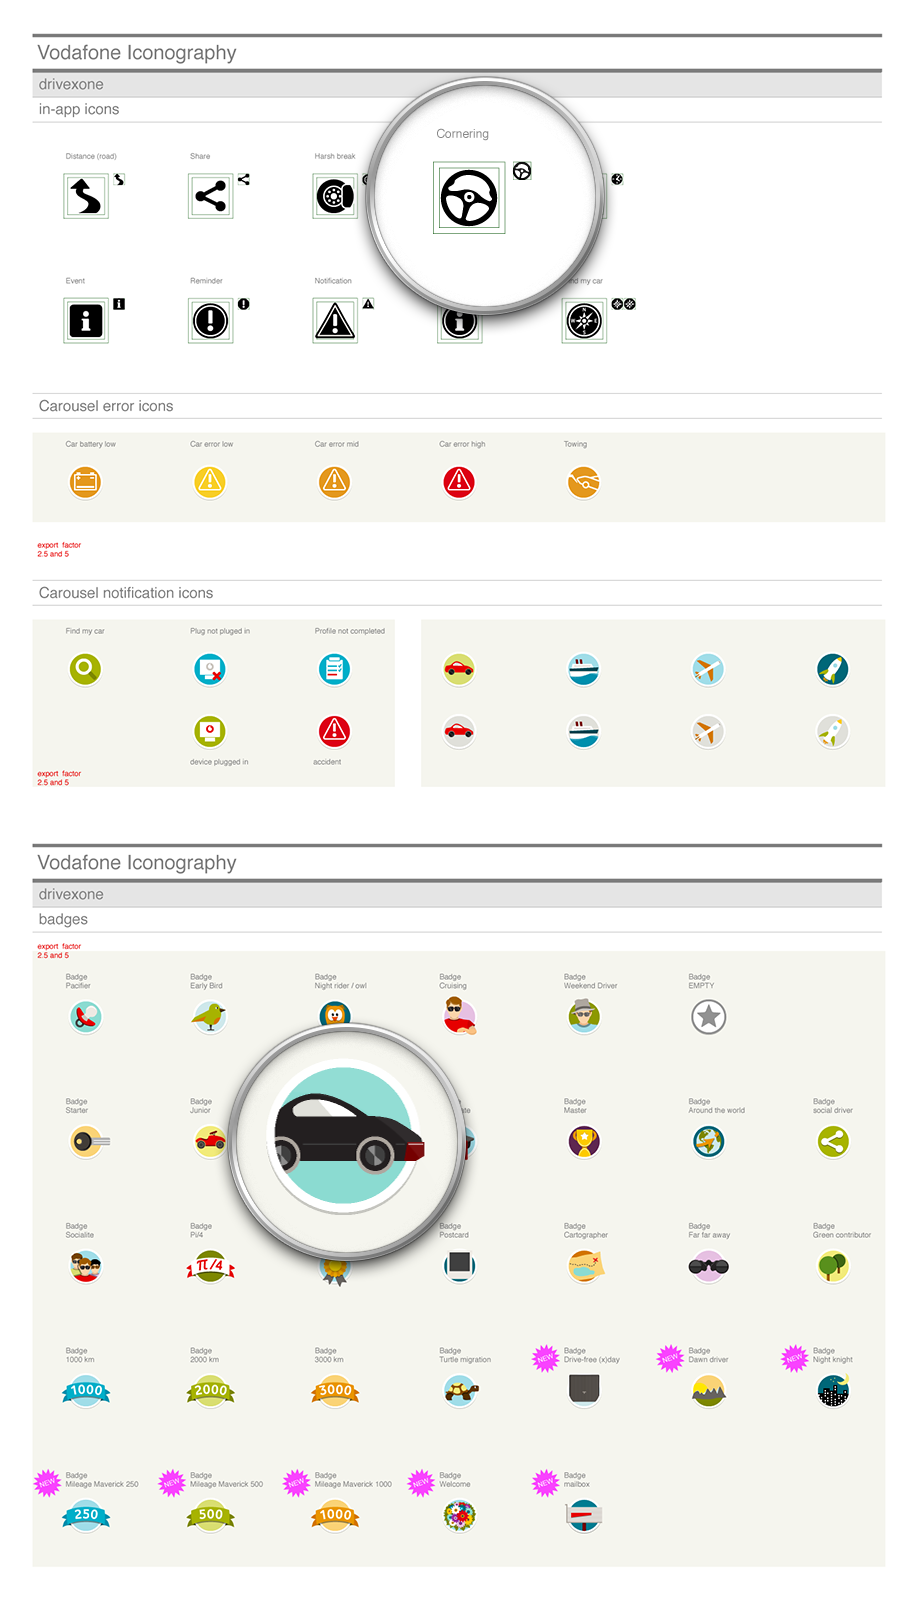 Vodafone Iconography
drivexone
in-app icons
Distance (road)
Share
Harsh break
Cornering
Event
Reminder
Notification
nd my car
N
W E
S
Carousel error icons
Car battery low
Car error low
Car error mid
Car error high
Towing
export factor
2.5 and 5
Carousel notification icons
Find my car
Plug not pluged in
Profile not completed
device plugged in
accident
export factor
2.5 and 5
Vodafone Iconography
drivexone
badges
export factor
2.5 and 5
Badge
Pacifier
Badge
Early Bird
Badge
Night rider / owl
Badge
Cruising
Badge
Weekend Driver
Badge
EMPTY
Badge
Starter
Badge
Junior
Badge
Master
Badge
Around the world
Badge
social driver
Badge
Socialite
Badge
Pi/4
π/4
Badge
Postcard
Badge
Cartographer
Badge
Far far away
Badge
Green contributor
Badge
1000 km
1000
Badge
2000 km
2000
Badge
3000 km
3000
Badge
Turtle migration
NEW
Badge
Drive-free (x)day
NEW
Badge
Dawn driver
NEW
Badge
Night knight
NEW
Badge
Mileage Maverick 250
250
NEW
Badge
Mileage Maverick 500
500
NEW
Badge
Mileage Maverick 1000
1000
NEW
Badge
Welcome
NEW
Badge
mailbox